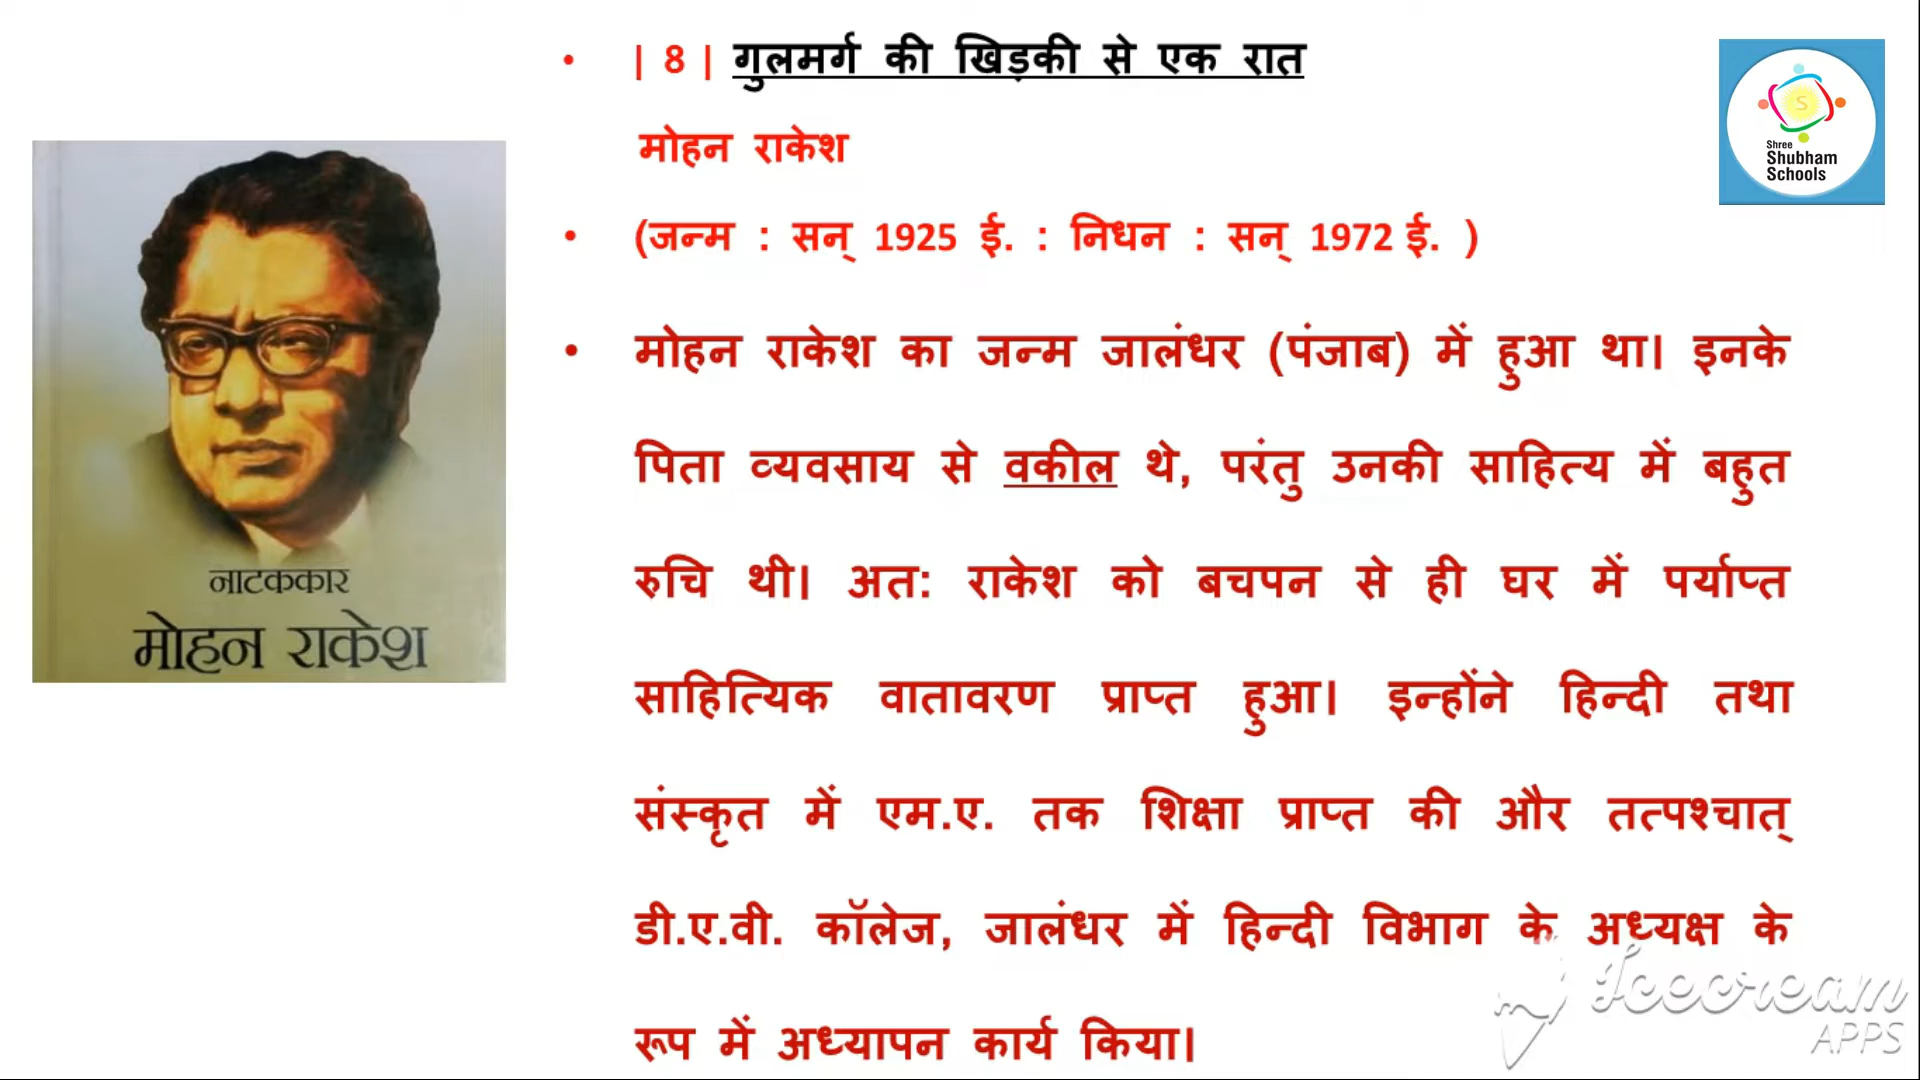 • | 8 | गुलमर्ग की खिड़की से एक रात
मोहन राकेश
• (जन्म : सन् 1925 ई. : निधन : सन् 1972 ई. )
• मोहन राकेश का जन्म जालंधर (पंजाब) में हुआ था। इनके
पिता व्यवसाय से वकील थे, परंतु उनकी साहित्य में बहुत
रुचि थी। अत: राकेश को बचपन से ही घर में पर्याप्त
साहित्यिक वातावरण प्राप्त हुआ। इन्होंने हिन्दी तथा
संस्कृत में एम.ए. तक शिक्षा प्राप्त की और तत्पश्चात्
डी.ए.वी. कॉलेज, जालंधर में हिन्दी विभाग के अध्यक्ष के
रूप में अध्यापन कार्य किया।
नाटककार
मोहन राकेश
S
Shree
Shubham
Schools
Icecream
APPS